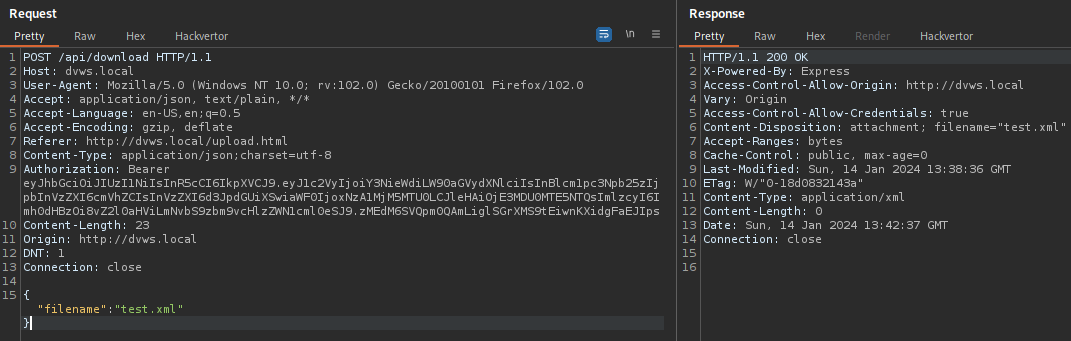 Request
Pretty Raw Hex Hackvertor \n
1 POST /api/download HTTP/1.1
2 Host: dvws.local
3 User-Agent: Mozilla/5.0 (Windows NT 10.0; rv:102.0) Gecko/20100101 Firefox/102.0
4 Accept: application/json, text/plain, */*
5 Accept-Language: en-US,en;q=0.5
6 Accept-Encoding: gzip, deflate
7 Referer: http://dvws.local/upload.html
8 Content-Type: application/json;charset=utf-8
9 Authorization: Bearer
10 Content-Length: 23
11 Origin: http://dvws.local
12 DNT: 1
13 Connection: close
14
15 {
"filename":"test.xml"
}
Response
Pretty Raw Hex Render Hackvertor
1 HTTP/1.1 200 OK
2 X-Powered-By: Express
3 Access-Control-Allow-Origin: http://dvws.local
4 Vary: Origin
5 Access-Control-Allow-Credentials: true
6 Content-Disposition: attachment; filename="test.xml"
7 Accept-Ranges: bytes
8 Cache-Control: public, max-age=0
9 Last-Modified: Sun, 14 Jan 2024 13:38:36 GMT
10 ETag: W/"0-18d0832143a"
11 Content-Type: application/xml
12 Content-Length: 0
13 Date: Sun, 14 Jan 2024 13:42:37 GMT
14 Connection: close
15
16